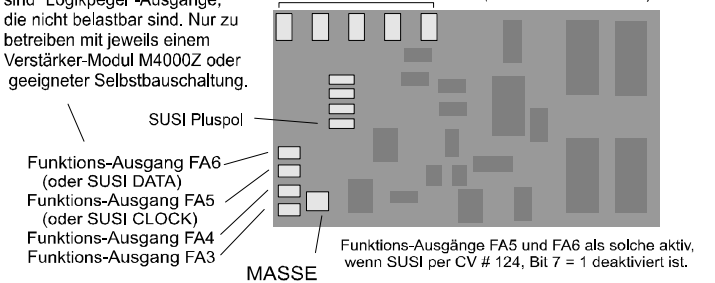 sind "Logikpegel"-Ausgänge,
die nicht belastbar sind. Nur zu
betreiben mit jeweils einem
Verstärker-Modul M4000Z oder
geeigneter Selbstbauschaltung.
SUSI Pluspol
Funktions-Ausgang FA6
(oder SUSI DATA)
Funktions-Ausgang FA5
(oder SUSI CLOCK)
Funktions-Ausgang FA4
Funktions-Ausgang FA3
MASSE
Funktions-Ausgänge FA5 und FA6 als solche aktiv,
wenn SUSI per CV # 124, Bit 7 = 1 deaktiviert ist.